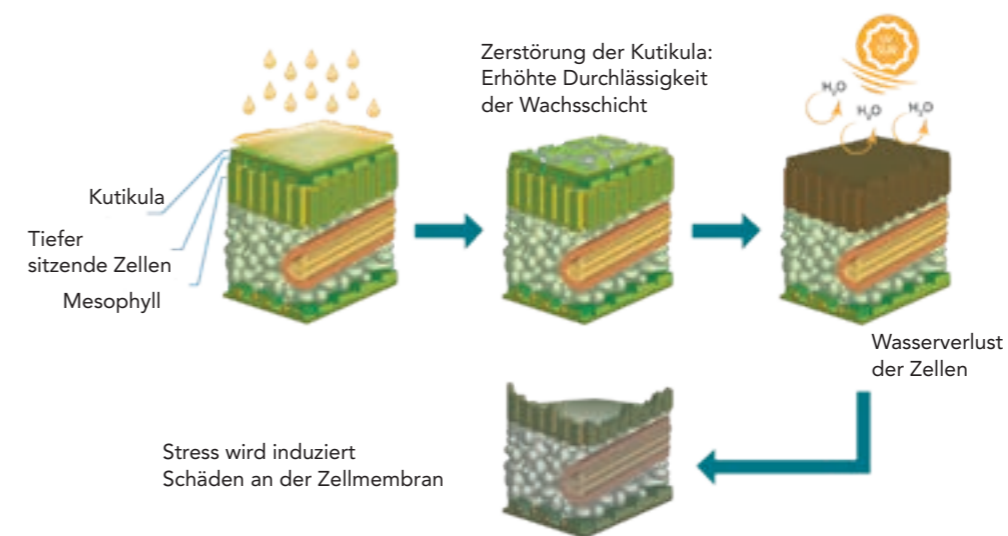 Zerstörung der Kutikula:
Erhöhte Durchlässigkeit
der Wachsschicht
H₂O
H₂O
H₂O
Kutikula
Tiefer
sitzende Zellen
Mesophyll
Wasserverlust
der Zellen
Stress wird induziert
Schäden an der Zellmembran